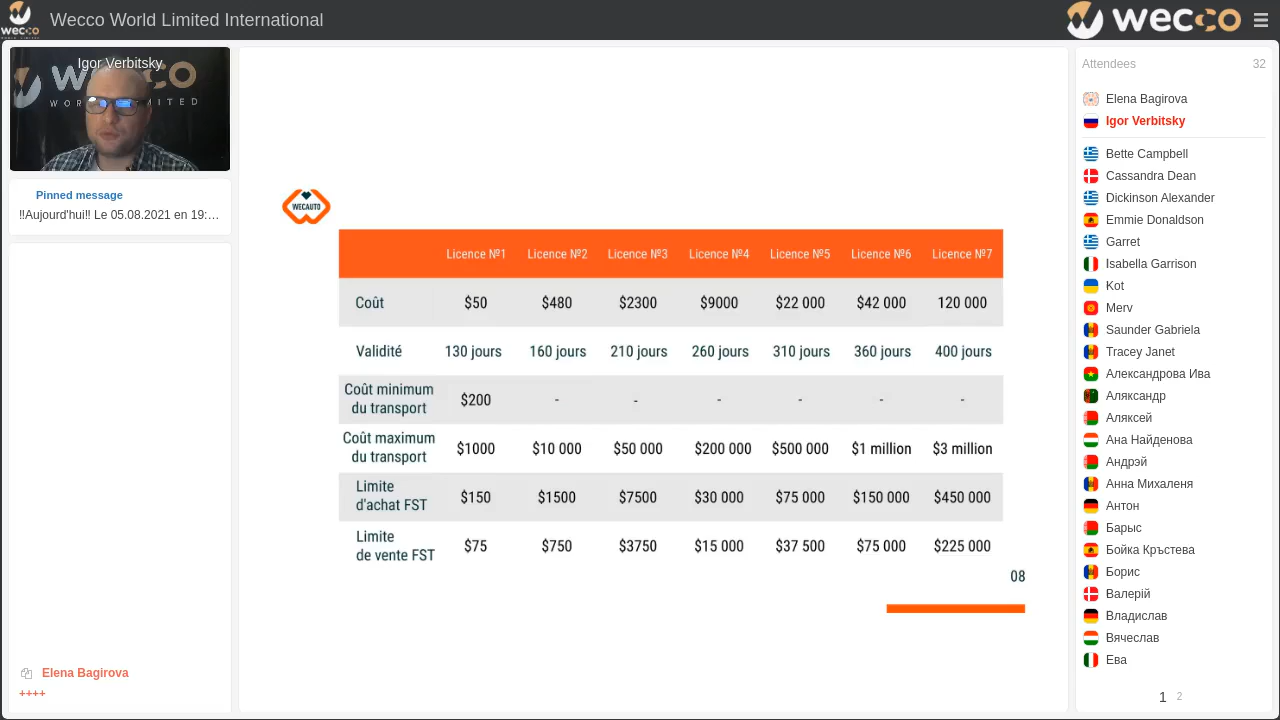 wecco
Wecco World Limited International
wecco
Igor Verbitsky
WECCO
WORLD LIMITED
Pinned message
‼Aujourd'hui‼ Le 05.08.2021 en 19:…
Elena Bagirova
++++
WECAUTO
Licence №1 Licence №2 Licence №3 Licence №4 Licence №5 Licence №6 Licence №7
Coût $50 $480 $2300 $9000 $22 000 $42 000 120 000
Validité 130 jours 160 jours 210 jours 260 jours 310 jours 360 jours 400 jours
Coût minimum
du transport $200 - - - - - -
Coût maximum
du transport $1000 $10 000 $50 000 $200 000 $500 000 $1 million $3 million
Limite
d'achat FST $150 $1500 $7500 $30 000 $75 000 $150 000 $450 000
Limite
de vente FST $75 $750 $3750 $15 000 $37 500 $75 000 $225 000
08
Attendees 32
Elena Bagirova
Igor Verbitsky
Bette Campbell
Cassandra Dean
Dickinson Alexander
Emmie Donaldson
Garret
Isabella Garrison
Kot
Merv
Saunder Gabriela
Tracey Janet
Александрова Ива
Аляксандр
Аляксей
Ана Найденова
Андрэй
Анна Михаленя
Антон
Барыс
Бойка Кръстева
Борис
Валерій
Владислав
Вячеслав
Ева
1 2